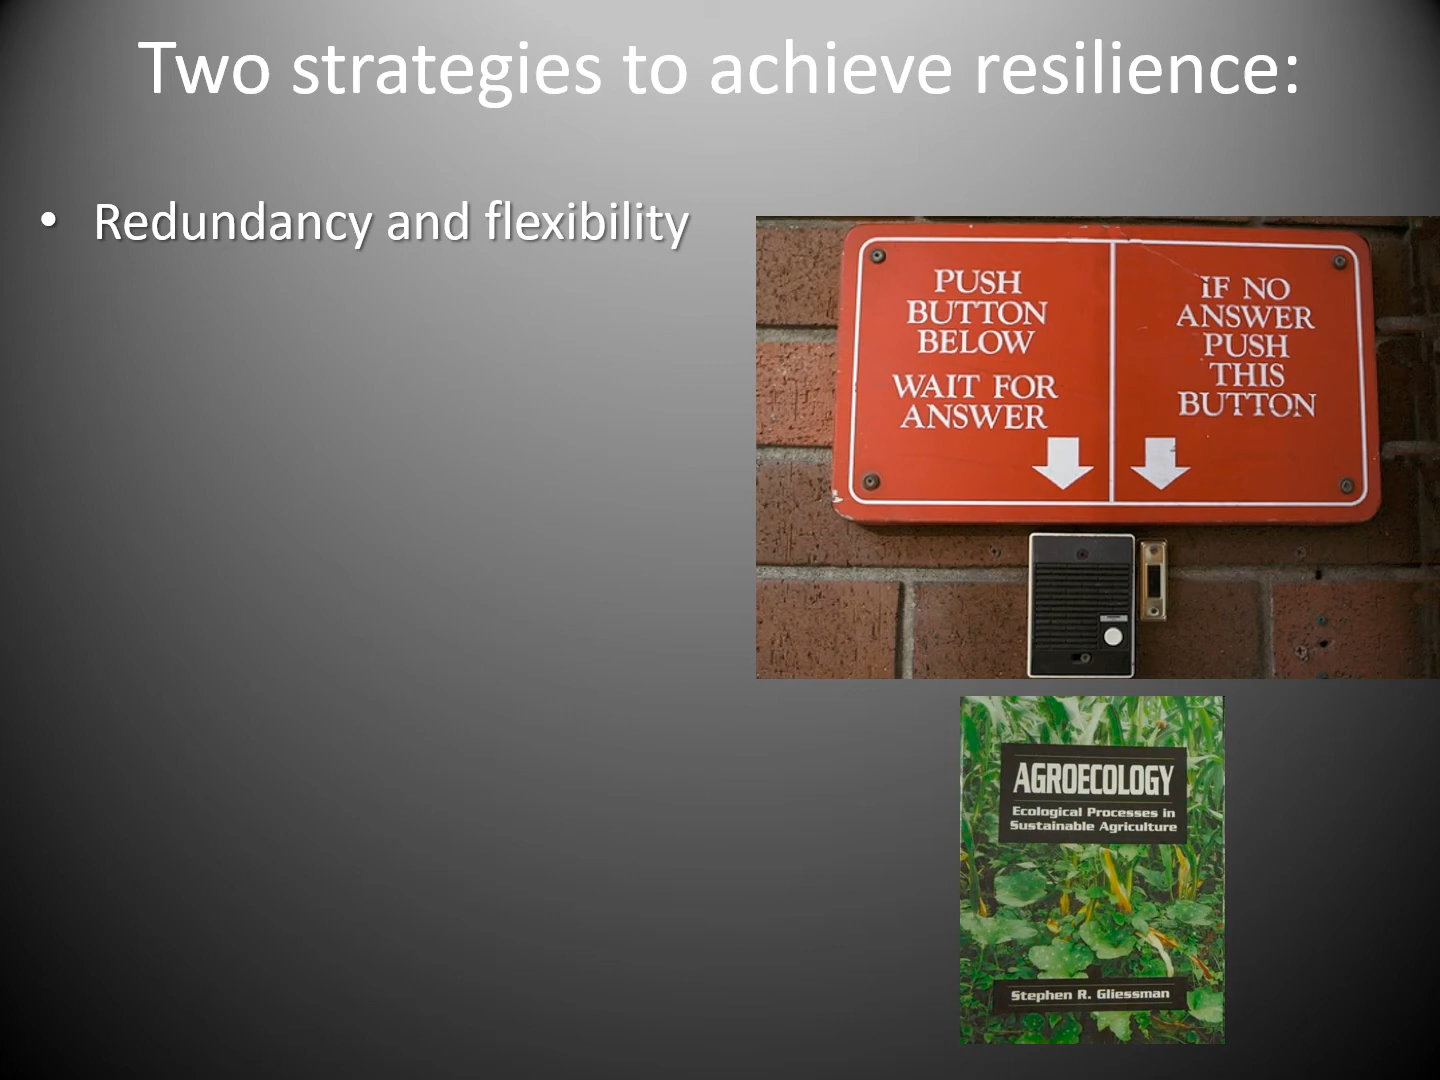 Two strategies to achieve resilience:
• Redundancy and flexibility
PUSH
BUTTON
BELOW
WAIT FOR
ANSWER
IF NO
ANSWER
PUSH
THIS
BUTTON
AGROECOLOGY
Ecological Processes in
Sustainable Agriculture
Stephen R. Gliessman